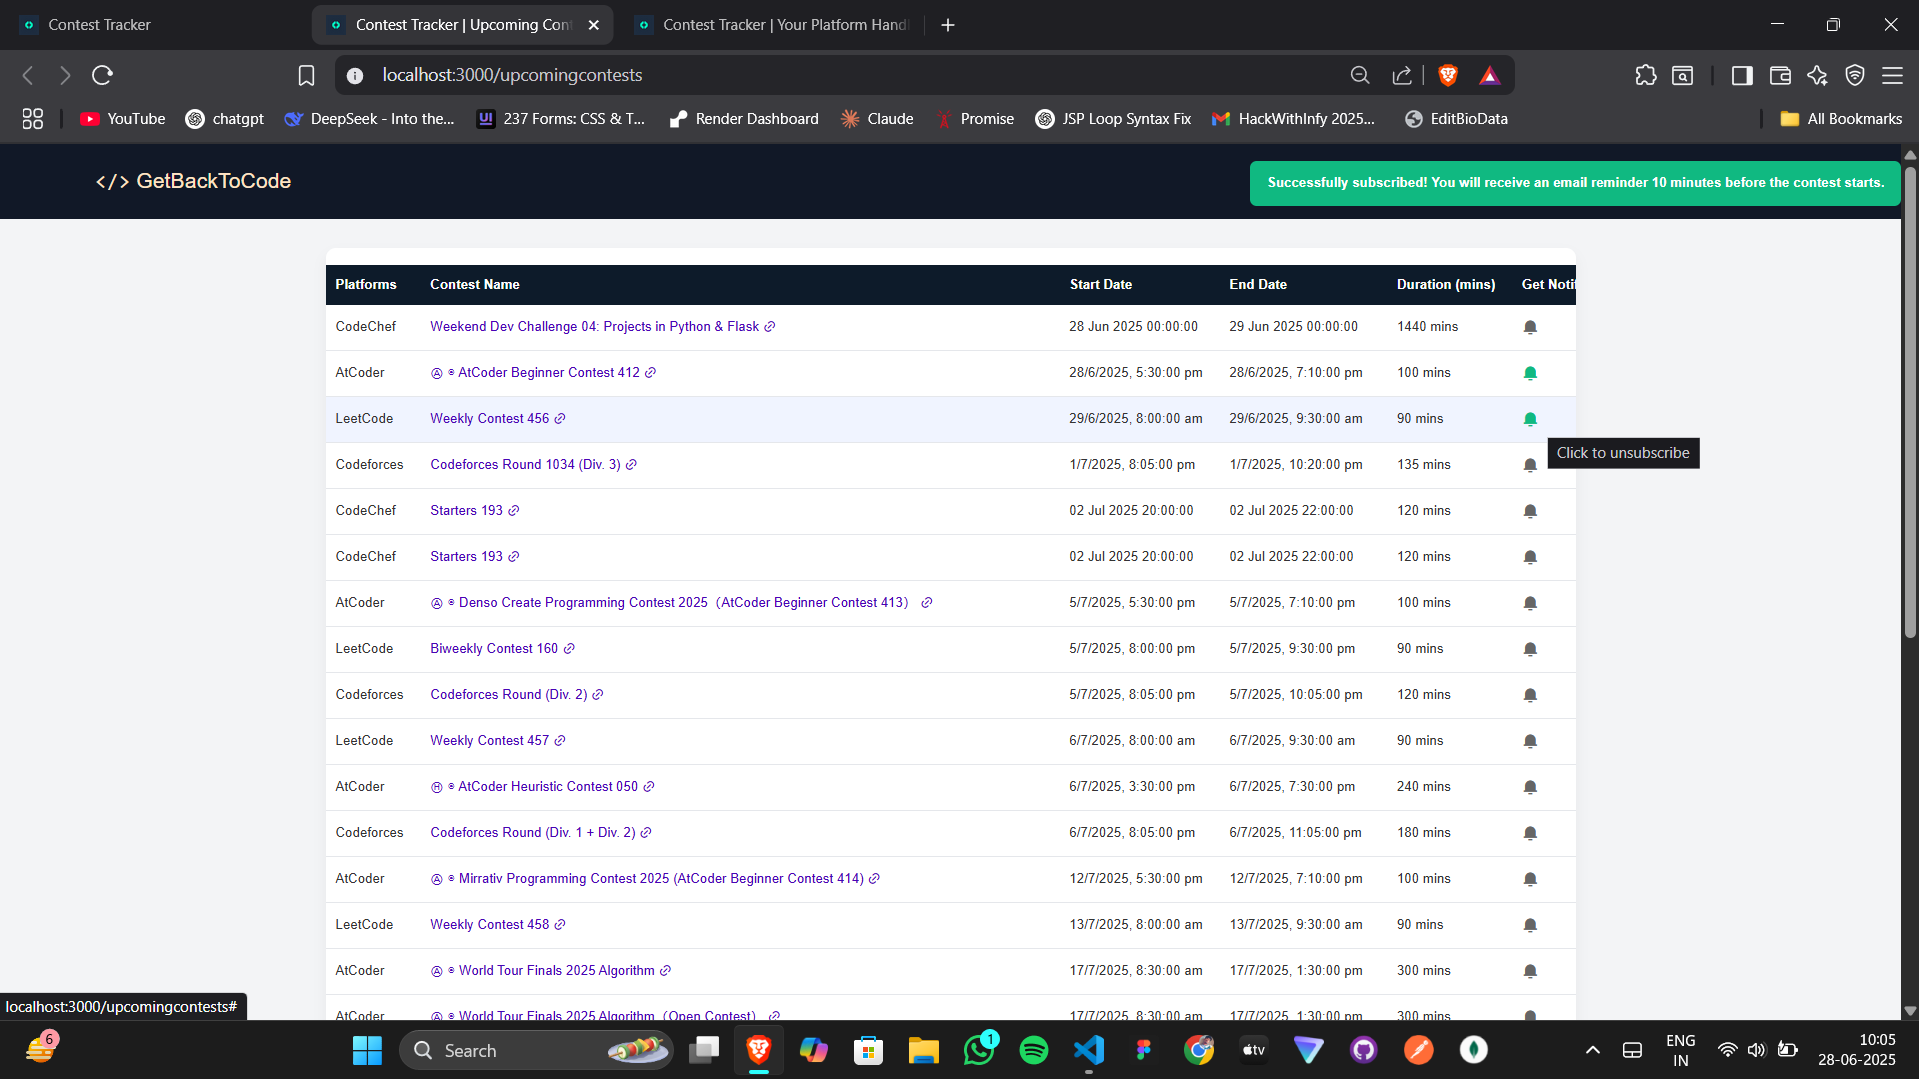 Contest Tracker
Contest Tracker | Upcoming Con
Contest Tracker | Your Platform Hand
localhost:3000/upcomingcontests
YouTube
chatgpt
DeepSeek - Into the...
UI
237 Forms: CSS & T...
Render Dashboard
Claude
Promise
JSP Loop Syntax Fix
HackWithInfy 2025...
EditBioData
All Bookmarks
</> GetBackToCode
Successfully subscribed! You will receive an email reminder 10 minutes before the contest starts.
Platforms Contest Name Start Date End Date Duration (mins) Get Notif
CodeChef Weekend Dev Challenge 04: Projects in Python & Flask 28 Jun 2025 00:00:00 29 Jun 2025 00:00:00 1440 mins
AtCoder Ⓐ ◉ AtCoder Beginner Contest 412 28/6/2025, 5:30:00 pm 28/6/2025, 7:10:00 pm 100 mins
LeetCode Weekly Contest 456 29/6/2025, 8:00:00 am 29/6/2025, 9:30:00 am 90 mins
Click to unsubscribe
Codeforces Codeforces Round 1034 (Div. 3) 1/7/2025, 8:05:00 pm 1/7/2025, 10:20:00 pm 135 mins
CodeChef Starters 193 02 Jul 2025 20:00:00 02 Jul 2025 22:00:00 120 mins
CodeChef Starters 193 02 Jul 2025 20:00:00 02 Jul 2025 22:00:00 120 mins
AtCoder Ⓐ ◉ Denso Create Programming Contest 2025（AtCoder Beginner Contest 413） 5/7/2025, 5:30:00 pm 5/7/2025, 7:10:00 pm 100 mins
LeetCode Biweekly Contest 160 5/7/2025, 8:00:00 pm 5/7/2025, 9:30:00 pm 90 mins
Codeforces Codeforces Round (Div. 2) 5/7/2025, 8:05:00 pm 5/7/2025, 10:05:00 pm 120 mins
LeetCode Weekly Contest 457 6/7/2025, 8:00:00 am 6/7/2025, 9:30:00 am 90 mins
AtCoder Ⓗ ◉ AtCoder Heuristic Contest 050 6/7/2025, 3:30:00 pm 6/7/2025, 7:30:00 pm 240 mins
Codeforces Codeforces Round (Div. 1 + Div. 2) 6/7/2025, 8:05:00 pm 6/7/2025, 11:05:00 pm 180 mins
AtCoder Ⓐ ◉ Mirrativ Programming Contest 2025 (AtCoder Beginner Contest 414) 12/7/2025, 5:30:00 pm 12/7/2025, 7:10:00 pm 100 mins
LeetCode Weekly Contest 458 13/7/2025, 8:00:00 am 13/7/2025, 9:30:00 am 90 mins
AtCoder Ⓐ ◉ World Tour Finals 2025 Algorithm 17/7/2025, 8:30:00 am 17/7/2025, 1:30:00 pm 300 mins
AtCoder Ⓐ ◉ World Tour Finals 2025 Algorithm（Open Contest） 17/7/2025, 8:30:00 am 17/7/2025, 1:30:00 pm 300 mins
localhost:3000/upcomingcontests#
6
Search
1
tv
ENG
IN
10:05
28-06-2025